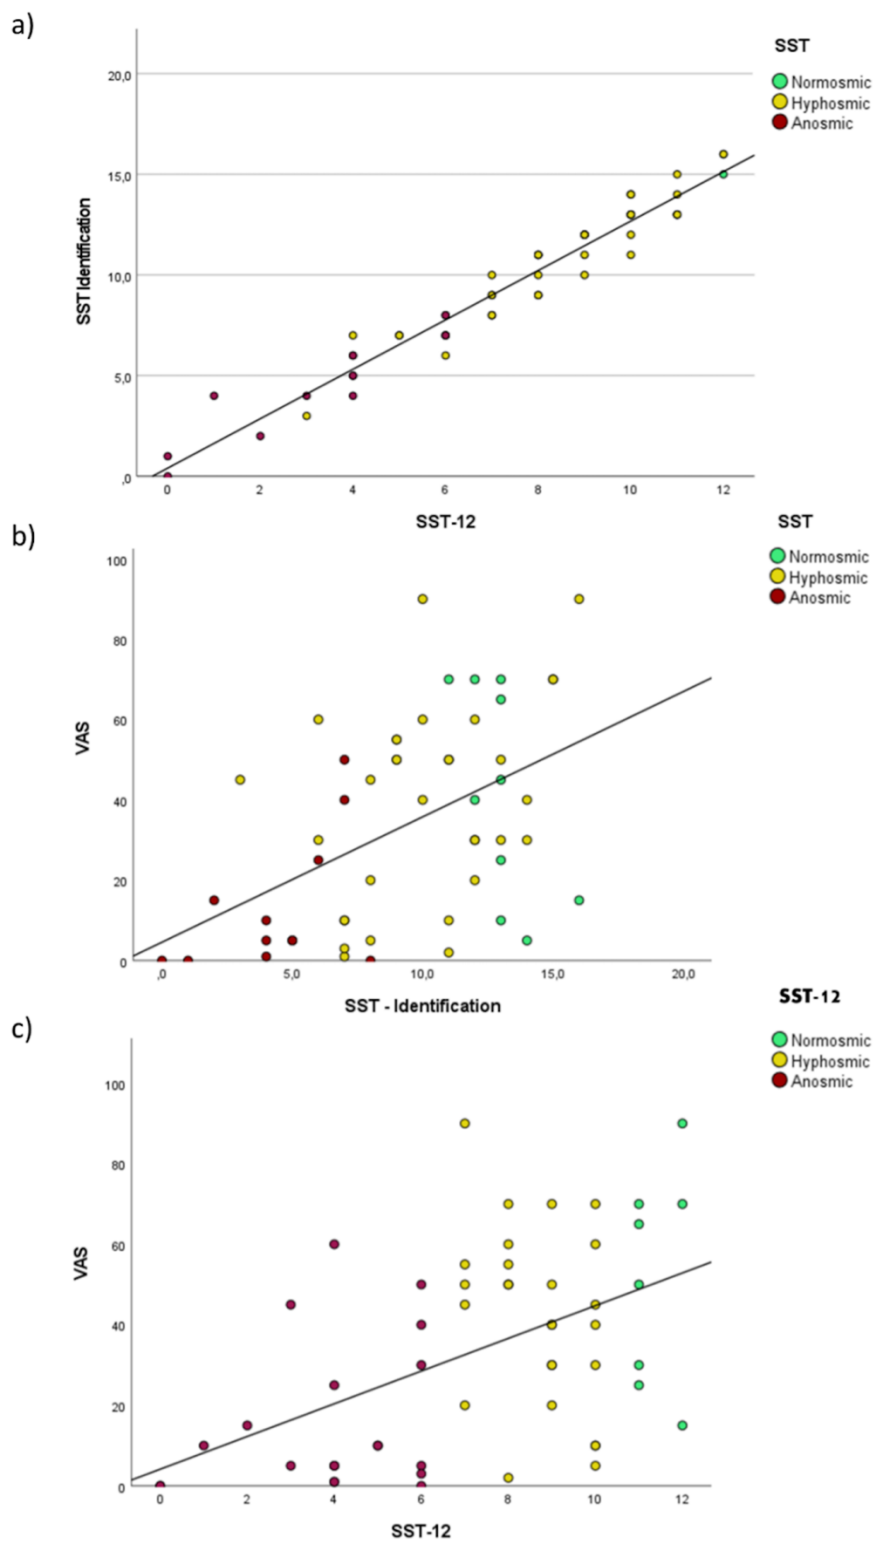 a)
SST
Normosmic
Hyphosmic
Anosmic
20,0
15,0
10,0
5,0
,0
SST Identification
0 2 4 6 8 10 12
SST-12
b)
SST
Normosmic
Hyphosmic
Anosmic
100
80
60
40
20
0
VAS
,0 5,0 10,0 15,0 20,0
SST - Identification
c)
SST-12
Normosmic
Hyphosmic
Anosmic
100
80
60
40
20
0
VAS
0 2 4 6 8 10 12
SST-12